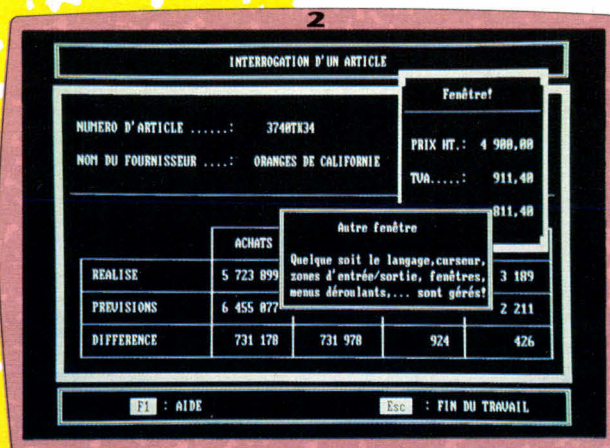 2
INTERROGATION D'UN ARTICLE
Fenêtre!
NUMERO D'ARTICLE ......: 3740TK34
PRIX HT.: 4 900,00
NOM DU FOURNISSEUR ....: ORANGES DE CALIFORNIE
TVA.....: 911,40
811,40
Autre fenêtre
ACHATS
Quelque soit le langage,curseur,
REALISE 5 723 899 zones d'entrée/sortie, fenêtres, 3 189
menus déroulants,... sont gérés!
PREVISIONS 6 455 077 2 211
DIFFERENCE 731 178 731 978 924 426
F1 : AIDE Esc : FIN DU TRAVAIL